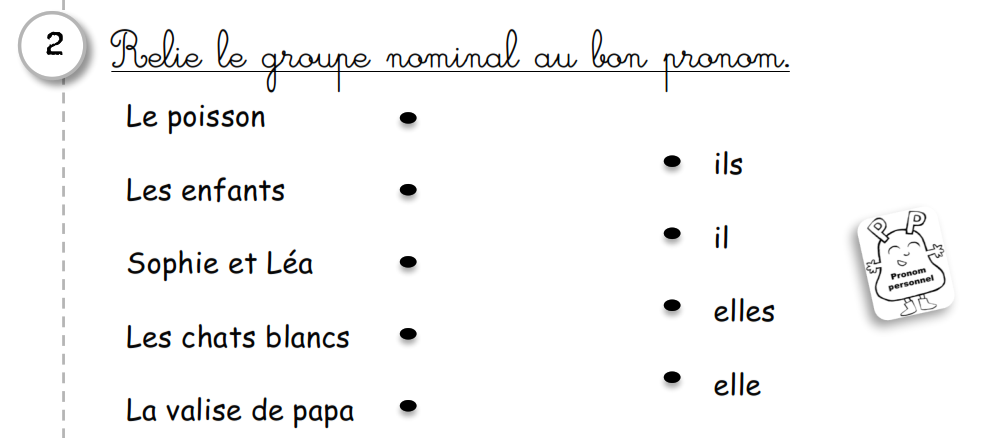 2
Relie le groupe nominal au bon pronom.
Le poisson
Les enfants
Sophie et Léa
Les chats blancs
La valise de papa
ils
il
elles
elle
P P
Pronom
personnel